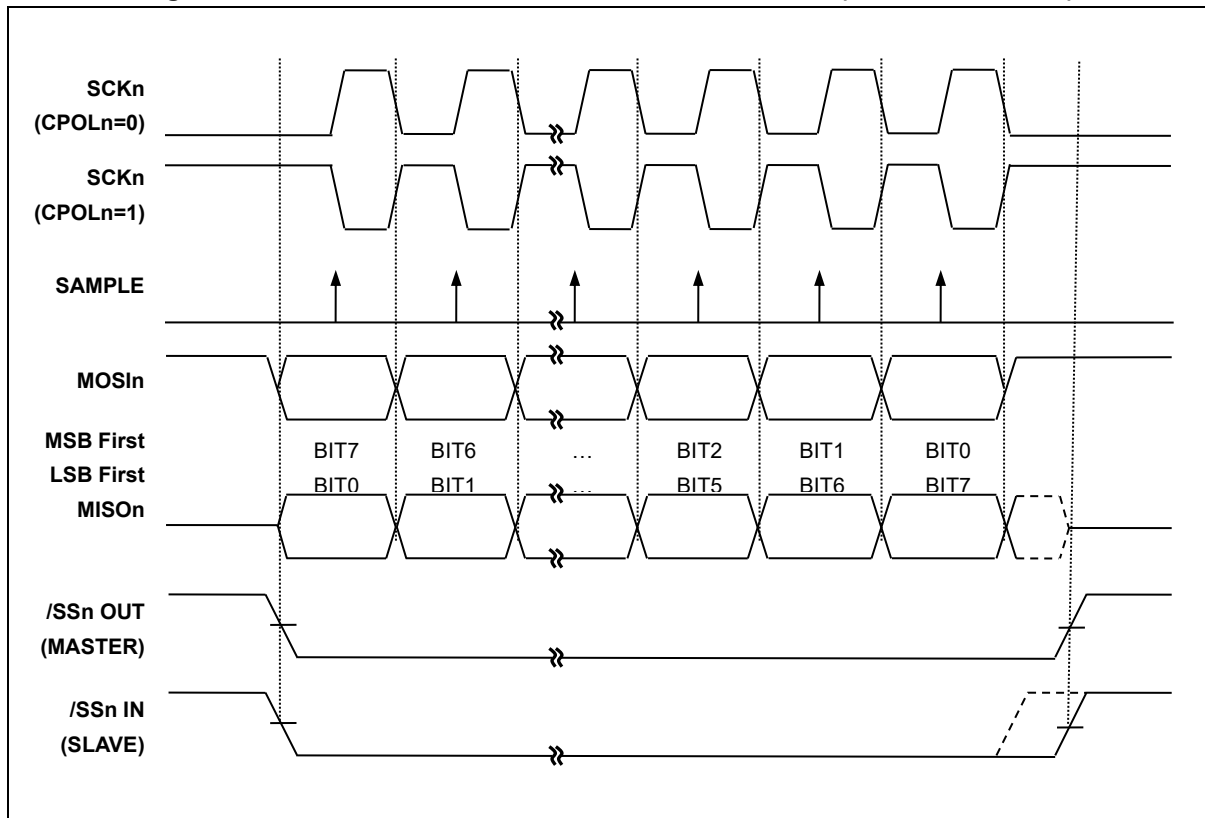 SCKn
(CPOLn=0)
SCKn
(CPOLn=1)
SAMPLE
MOSIn
MSB First BIT7 BIT6 … BIT2 BIT1 BIT0
LSB First BIT0 BIT1 … BIT5 BIT6 BIT7
MISOn
/SSn OUT
(MASTER)
/SSn IN
(SLAVE)